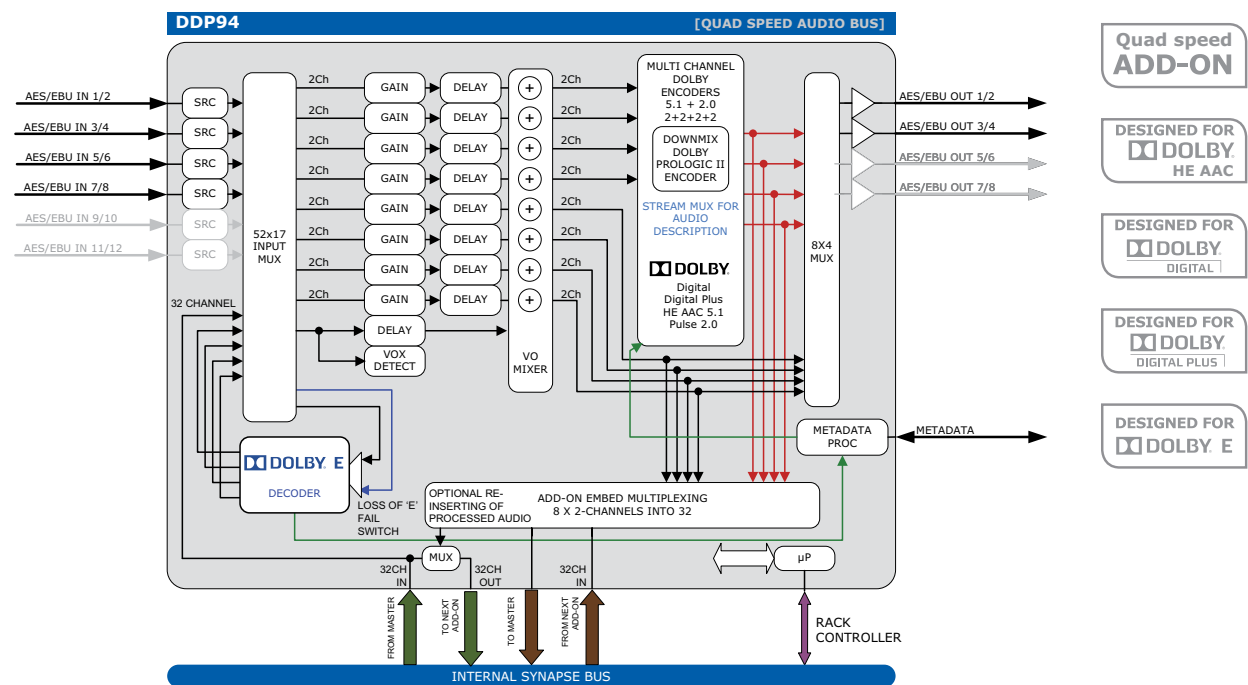 DDP94
[QUAD SPEED AUDIO BUS]
AES/EBU IN 1/2
AES/EBU IN 3/4
AES/EBU IN 5/6
AES/EBU IN 7/8
AES/EBU IN 9/10
AES/EBU IN 11/12
SRC
SRC
SRC
SRC
SRC
SRC
32 CHANNEL
52x17
INPUT
MUX
2Ch
2Ch
2Ch
2Ch
2Ch
2Ch
2Ch
2Ch
GAIN
GAIN
GAIN
GAIN
GAIN
GAIN
GAIN
GAIN
DELAY
VOX
DETECT
DELAY
DELAY
DELAY
DELAY
DELAY
DELAY
DELAY
DELAY
+
+
+
+
+
+
+
+
VO
MIXER
2Ch
2Ch
2Ch
2Ch
2Ch
2Ch
2Ch
2Ch
MULTI CHANNEL
DOLBY
ENCODERS
5.1 + 2.0
2+2+2+2
DOWNMIX
DOLBY
PROLOGIC II
ENCODER
STREAM MUX FOR
AUDIO
DESCRIPTION
DOLBY.
Digital
Digital Plus
HE AAC 5.1
Pulse 2.0
8X4
MUX
AES/EBU OUT 1/2
AES/EBU OUT 3/4
AES/EBU OUT 5/6
AES/EBU OUT 7/8
METADATA
PROC
METADATA
DOLBY. E
DECODER
LOSS OF 'E'
FAIL
SWITCH
OPTIONAL RE-
INSERTING OF
PROCESSED AUDIO
ADD-ON EMBED MULTIPLEXING
8 X 2-CHANNELS INTO 32
MUX
32CH
IN
32CH
OUT
32CH
IN
µP
FROM MASTER
TO NEXT
ADD-ON
TO MASTER
FROM NEXT
ADD-ON
RACK
CONTROLLER
INTERNAL SYNAPSE BUS
Quad speed
ADD-ON
DESIGNED FOR
DOLBY.
HE AAC
DESIGNED FOR
DOLBY.
DIGITAL
DESIGNED FOR
DOLBY.
DIGITAL PLUS
DESIGNED FOR
DOLBY. E